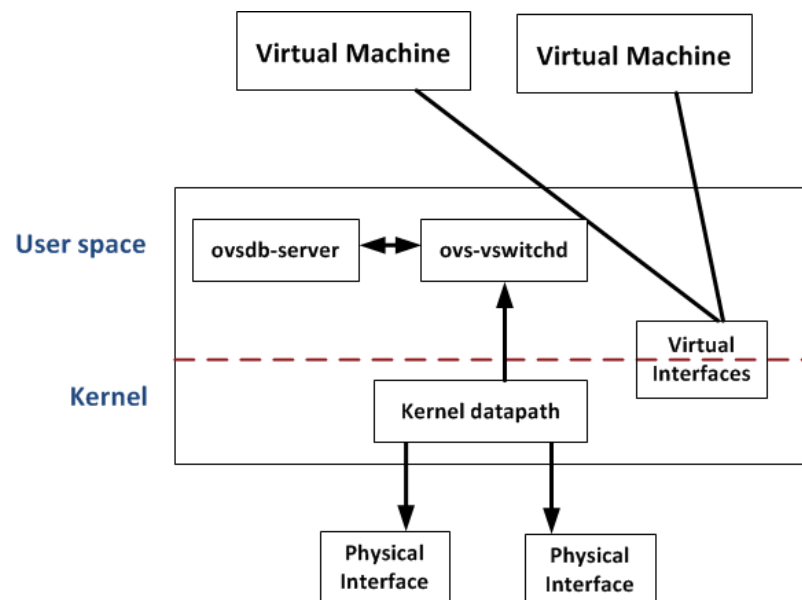 Virtual Machine
Virtual Machine
User space
ovsdb-server
ovs-vswitchd
Virtual
Interfaces
Kernel
Kernel datapath
Physical
Interface
Physical
Interface